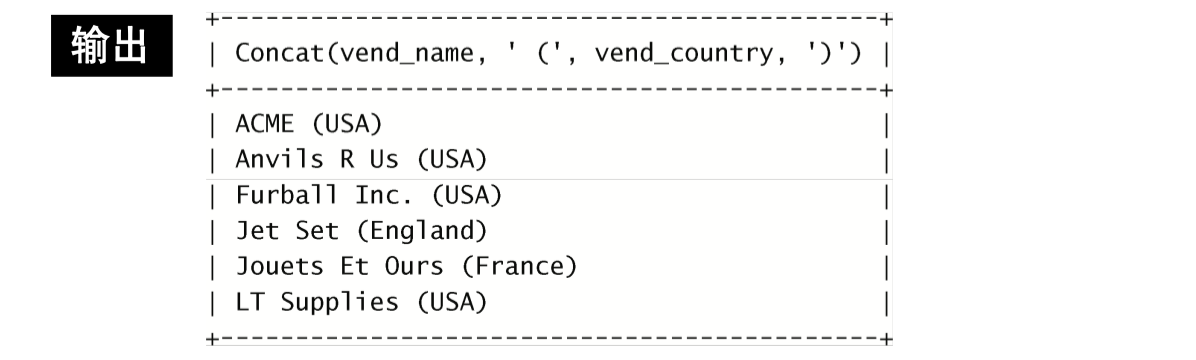 输出
+--------------------------------------------+
| Concat(vend_name, ' (', vend_country, ')') |
+--------------------------------------------+
| ACME (USA)                                 |
| Anvils R Us (USA)                          |
| Furball Inc. (USA)                         |
| Jet Set (England)                          |
| Jouets Et Ours (France)                    |
| LT Supplies (USA)                          |
+--------------------------------------------+